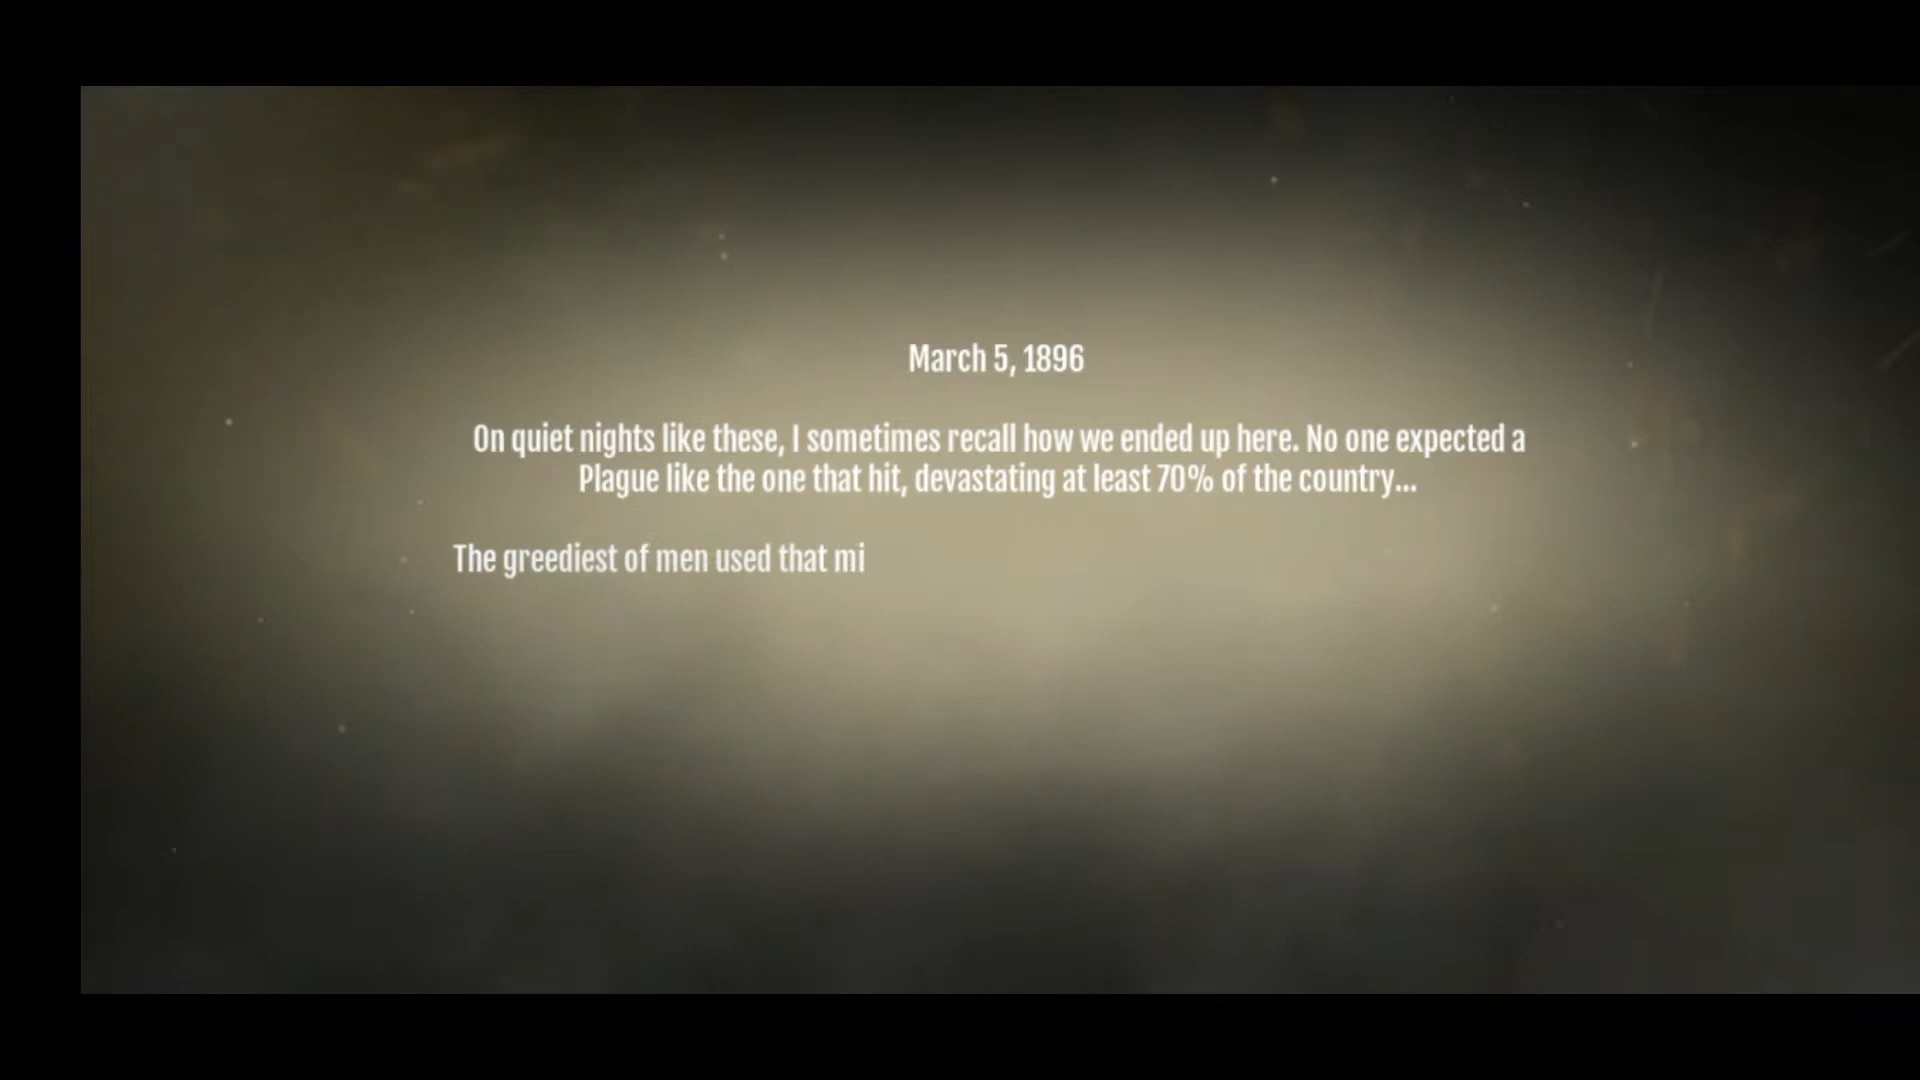 March 5, 1896
On quiet nights like these, I sometimes recall how we ended up here. No one expected a
Plague like the one that hit, devastating at least 70% of the country...
The greediest of men used that mi